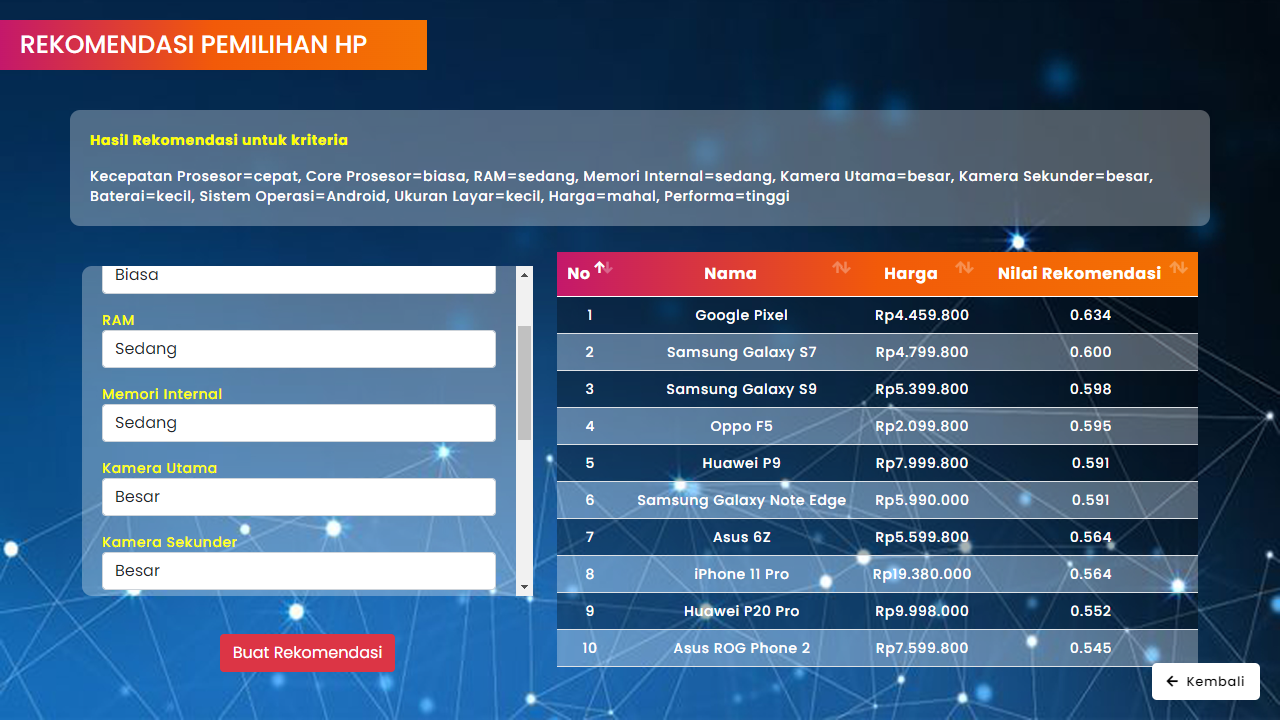 REKOMENDASI PEMILIHAN HP
Hasil Rekomendasi untuk kriteria
Kecepatan Prosesor=cepat, Core Prosesor=biasa, RAM=sedang, Memori Internal=sedang, Kamera Utama=besar, Kamera Sekunder=besar,
Baterai=kecil, Sistem Operasi=Android, Ukuran Layar=kecil, Harga=mahal, Performa=tinggi
Biasa
RAM
Sedang
Memori Internal
Sedang
Kamera Utama
Besar
Kamera Sekunder
Besar
Buat Rekomendasi
No Nama Harga Nilai Rekomendasi
1 Google Pixel Rp4.459.800 0.634
2 Samsung Galaxy S7 Rp4.799.800 0.600
3 Samsung Galaxy S9 Rp5.399.800 0.598
4 Oppo F5 Rp2.099.800 0.595
5 Huawei P9 Rp7.999.800 0.591
6 Samsung Galaxy Note Edge Rp5.990.000 0.591
7 Asus 6Z Rp5.599.800 0.564
8 iPhone 11 Pro Rp19.380.000 0.564
9 Huawei P20 Pro Rp9.998.000 0.552
10 Asus ROG Phone 2 Rp7.599.800 0.545
Kembali